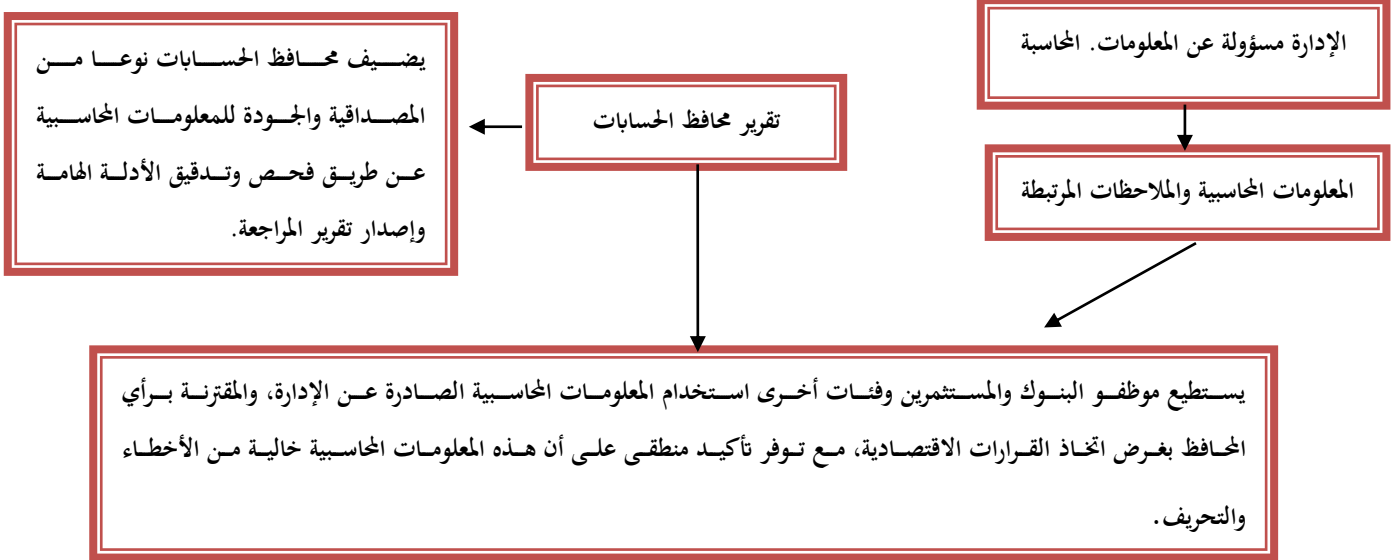 الإدارة مسؤولة عن المعلومات. المحاسبة
يضيف محافظ الحسابات نوعا من
المصداقية والجودة للمعلومات المحاسبية
عن طريق فحص وتدقيق الأدلة الهامة
وإصدار تقرير المراجعة.
تقرير محافظ الحسابات
المعلومات المحاسبية والملاحظات المرتبطة
يستطيع موظفو البنوك والمستثمرين وفئات أخرى استخدام المعلومات المحاسبية الصادرة عن الإدارة، والمقترنة برأي
المحافظ بغرض اتخاذ القرارات الاقتصادية، مع توفر تأكيد منطقى على أن هذه المعلومات المحاسبية خالية من الأخطاء
والتحريف.